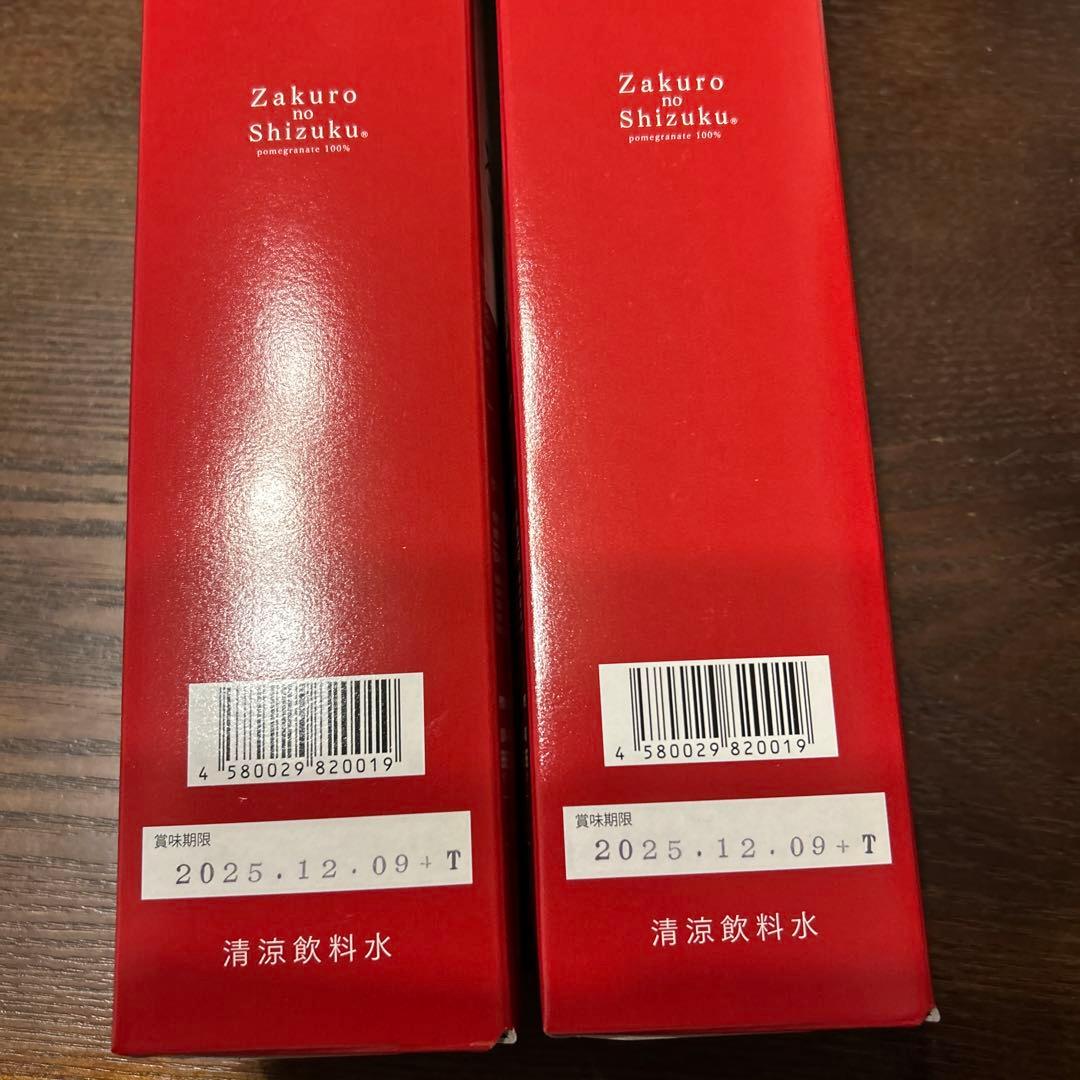 Zakuro
no
Shizuku®
pomegranate 100%
4 580029 820019
賞味期限
2025.12.09+T
清涼飲料水
Zakuro
no
Shizuku®
pomegranate 100%
4 580029 820019
賞味期限
2025.12.09+T
清涼飲料水